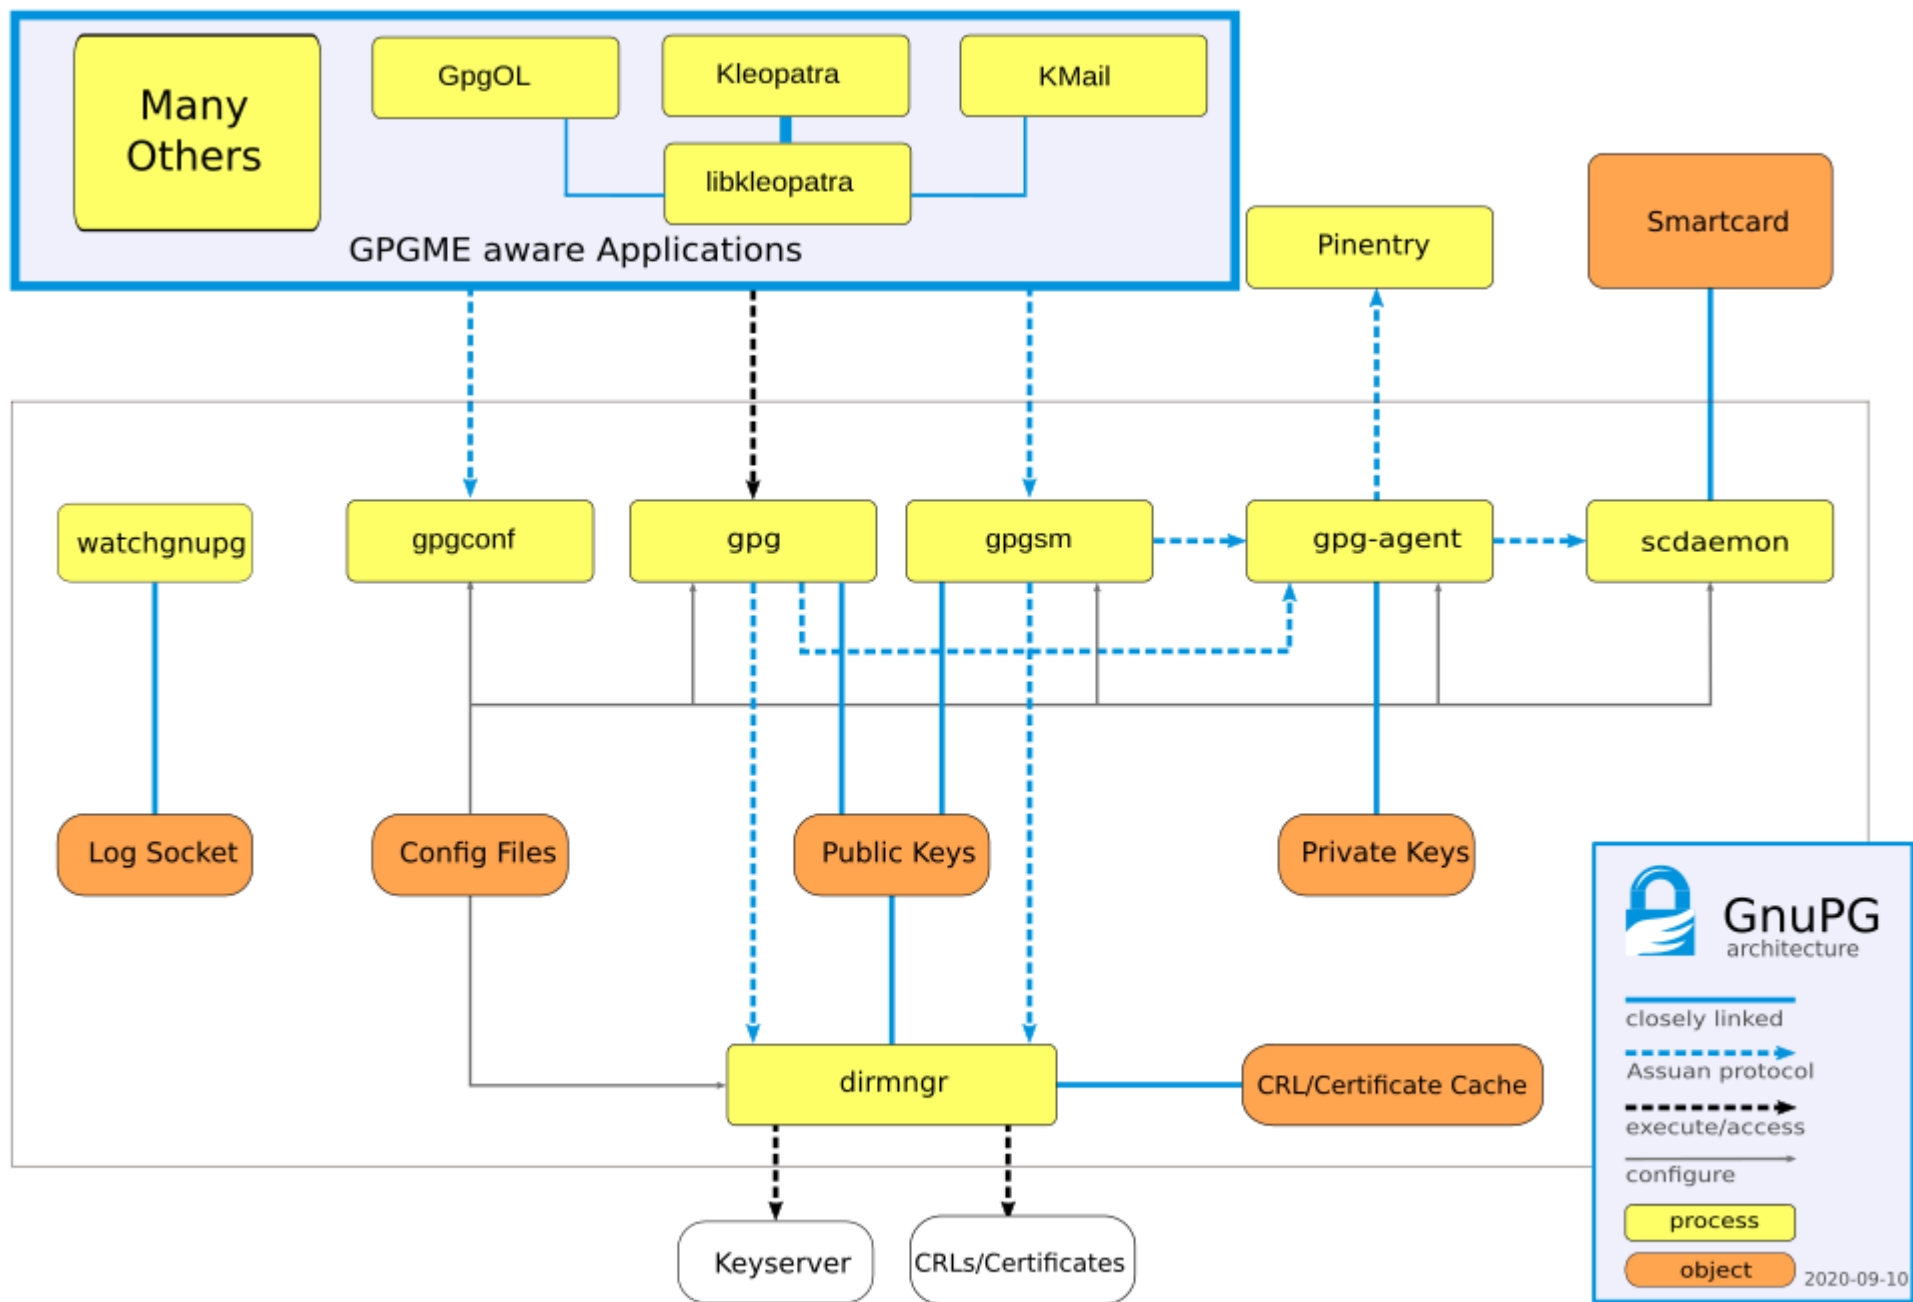 Many
Others
GpgOL
Kleopatra
KMail
libkleopatra
GPGME aware Applications
Pinentry
Smartcard
watchgnupg
gpgconf
gpg
gpgsm
gpg-agent
scdaemon
Log Socket
Config Files
Public Keys
Private Keys
dirmngr
CRL/Certificate Cache
Keyserver
CRLs/Certificates
GnuPG
architecture
closely linked
Assuan protocol
execute/access
configure
process
object
2020-09-10